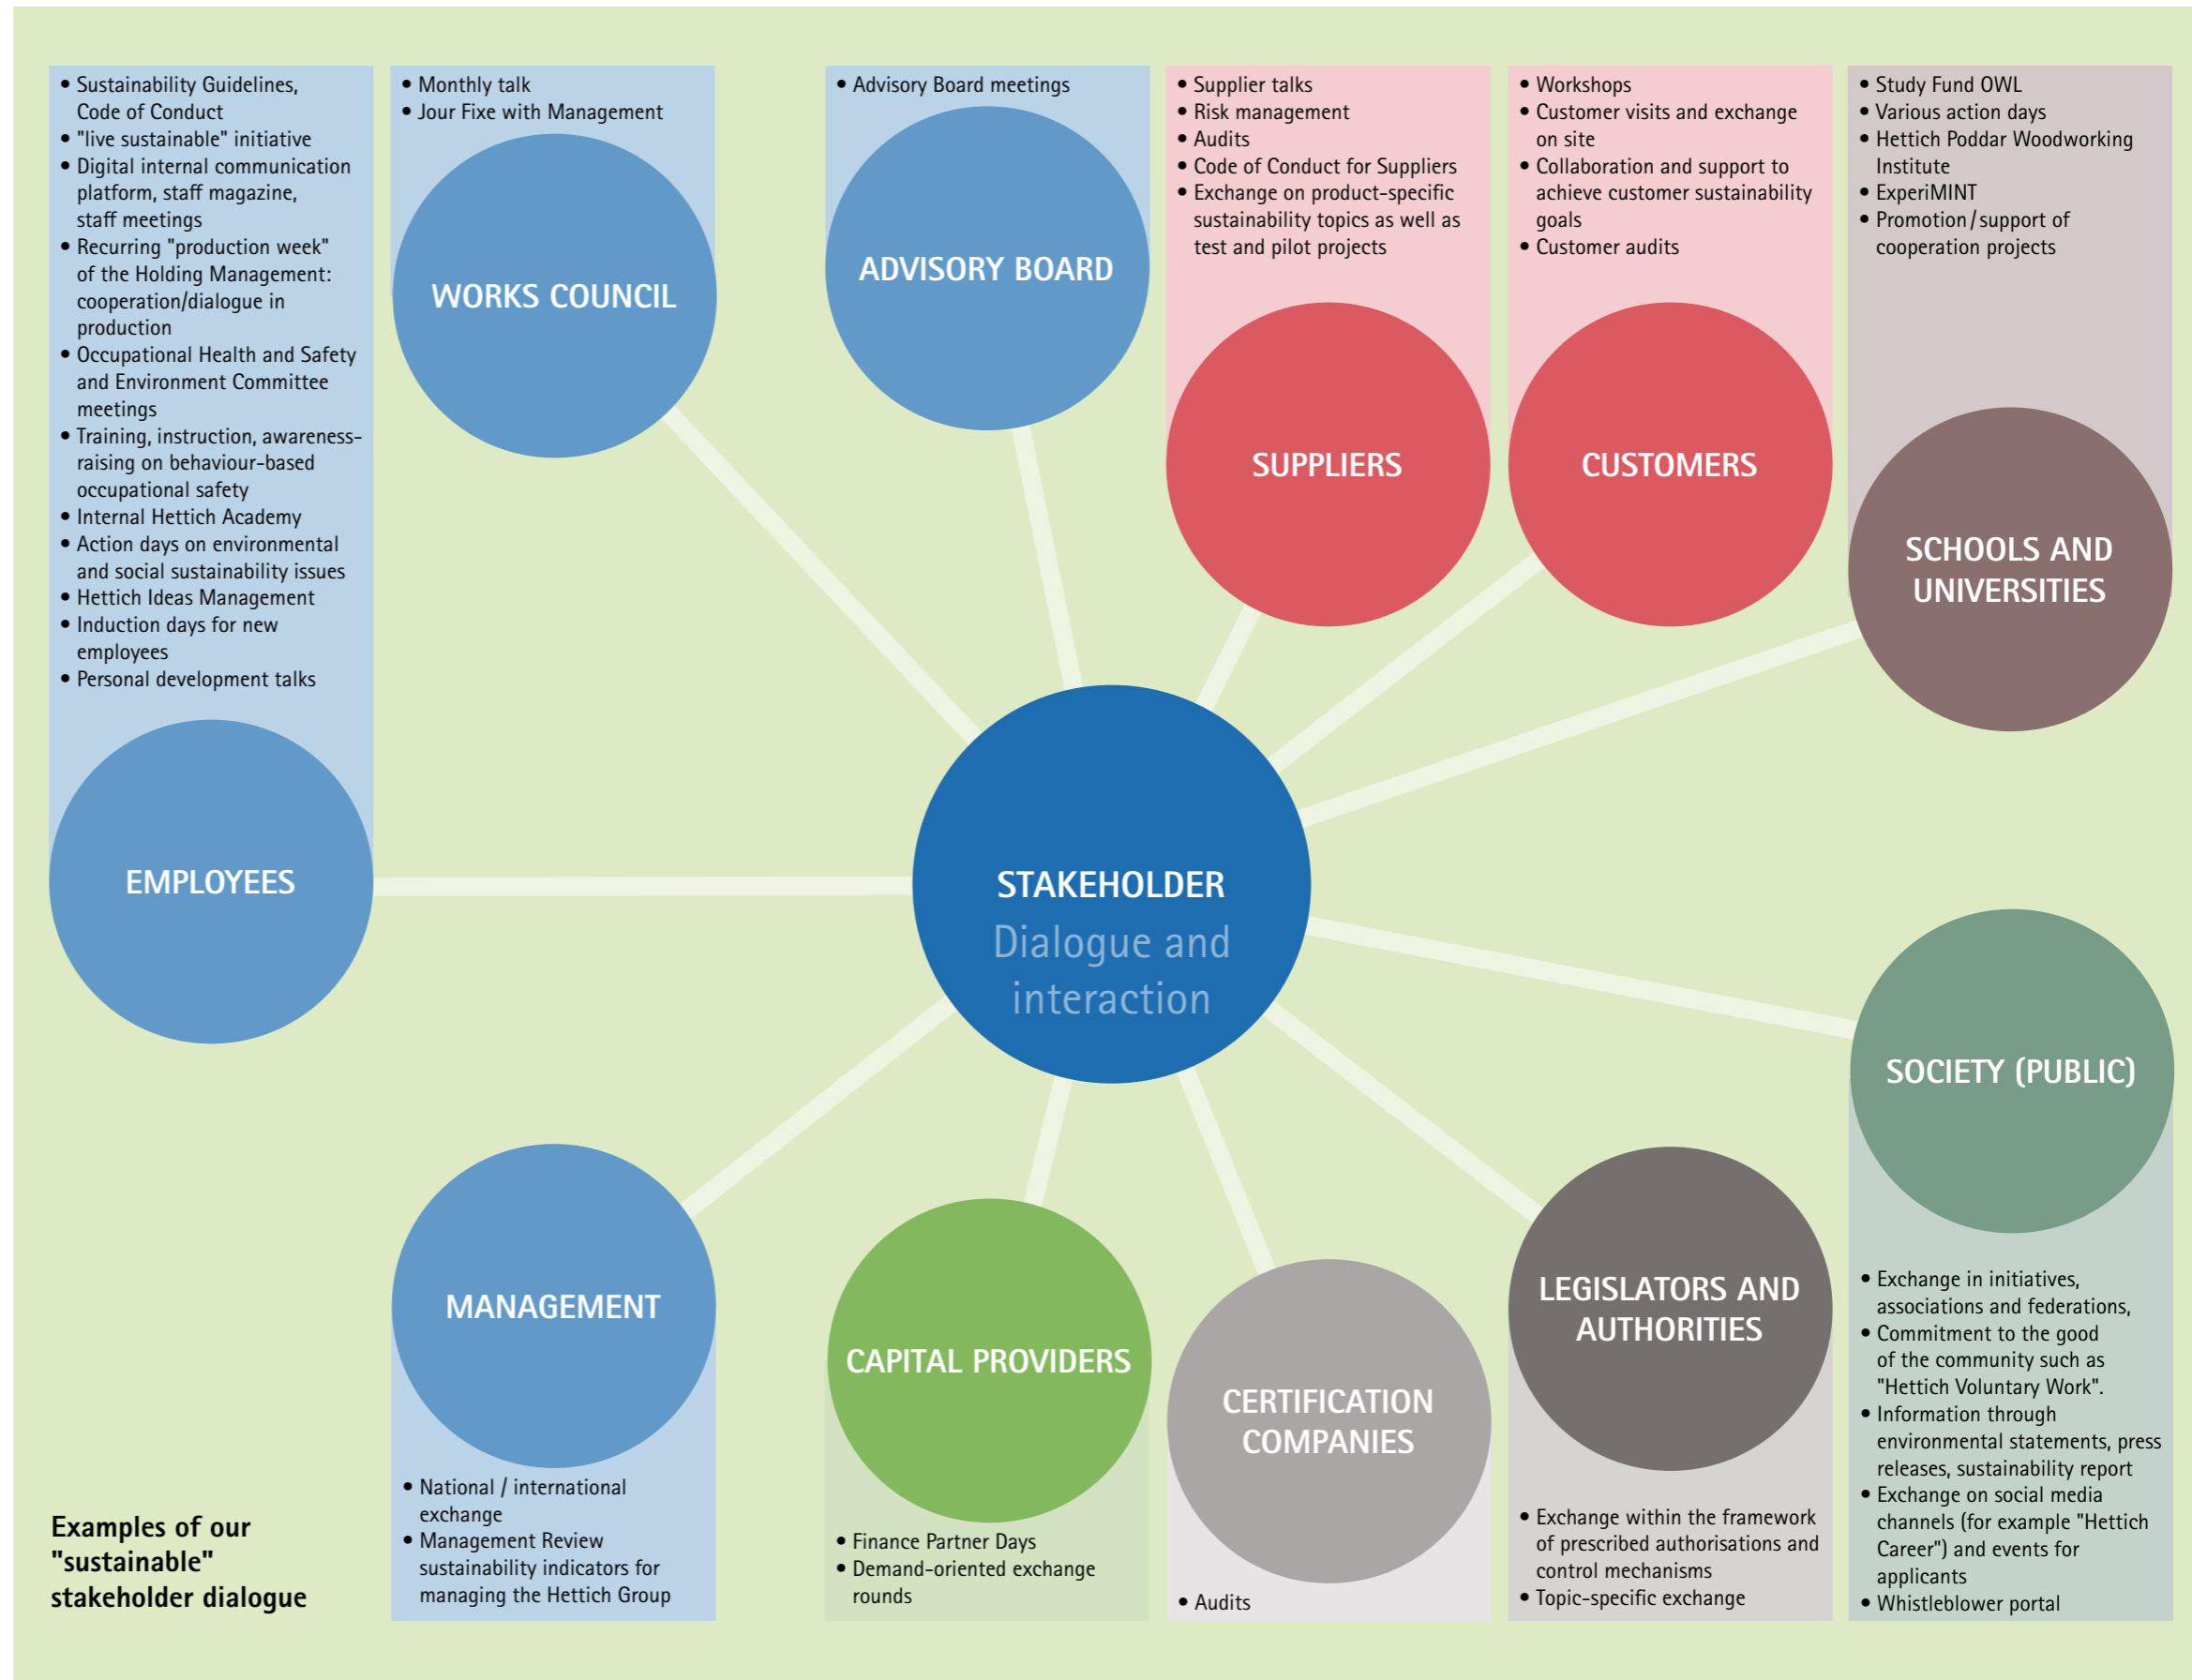 • Sustainability Guidelines,
Code of Conduct
• "live sustainable" initiative
• Digital internal communication
platform, staff magazine,
staff meetings
• Recurring "production week"
of the Holding Management:
cooperation/dialogue in
production
• Occupational Health and Safety
and Environment Committee
meetings
• Training, instruction, awareness-
raising on behaviour-based
occupational safety
• Internal Hettich Academy
• Action days on environmental
and social sustainability issues
• Hettich Ideas Management
• Induction days for new
employees
• Personal development talks
EMPLOYEES
• Monthly talk
• Jour Fixe with Management
WORKS COUNCIL
• Advisory Board meetings
ADVISORY BOARD
• Supplier talks
• Risk management
• Audits
• Code of Conduct for Suppliers
• Exchange on product-specific
sustainability topics as well as
test and pilot projects
SUPPLIERS
• Workshops
• Customer visits and exchange
on site
• Collaboration and support to
achieve customer sustainability
goals
• Customer audits
CUSTOMERS
• Study Fund OWL
• Various action days
• Hettich Poddar Woodworking
Institute
• ExperiMINT
• Promotion / support of
cooperation projects
SCHOOLS AND
UNIVERSITIES
STAKEHOLDER
Dialogue and
interaction
MANAGEMENT
• National / international
exchange
• Management Review
sustainability indicators for
managing the Hettich Group
CAPITAL PROVIDERS
• Finance Partner Days
• Demand-oriented exchange
rounds
CERTIFICATION
COMPANIES
• Audits
LEGISLATORS AND
AUTHORITIES
• Exchange within the framework
of prescribed authorisations and
control mechanisms
• Topic-specific exchange
SOCIETY (PUBLIC)
• Exchange in initiatives,
associations and federations,
• Commitment to the good
of the community such as
"Hettich Voluntary Work".
• Information through
environmental statements, press
releases, sustainability report
• Exchange on social media
channels (for example "Hettich
Career") and events for
applicants
• Whistleblower portal
Examples of our
"sustainable"
stakeholder dialogue